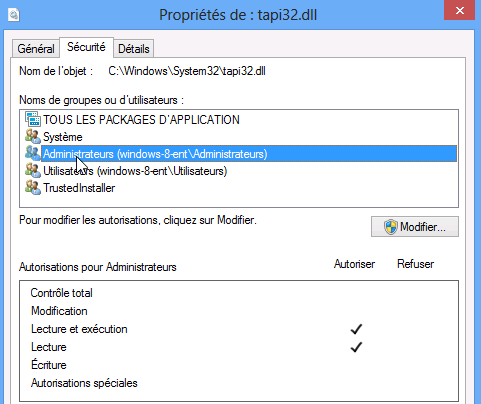 Propriétés de : tapi32.dll
Général Sécurité Détails
Nom de l'objet : C:\Windows\System32\tapi32.dll
Noms de groupes ou d'utilisateurs :
TOUS LES PACKAGES D'APPLICATION
Système
Administrateurs (windows-8-ent\Administrateurs)
Utilisateurs (windows-8-ent\Utilisateurs)
TrustedInstaller
Pour modifier les autorisations, cliquez sur Modifier.
Modifier...
Autorisations pour Administrateurs Autoriser Refuser
Contrôle total
Modification
Lecture et exécution
Lecture
Écriture
Autorisations spéciales